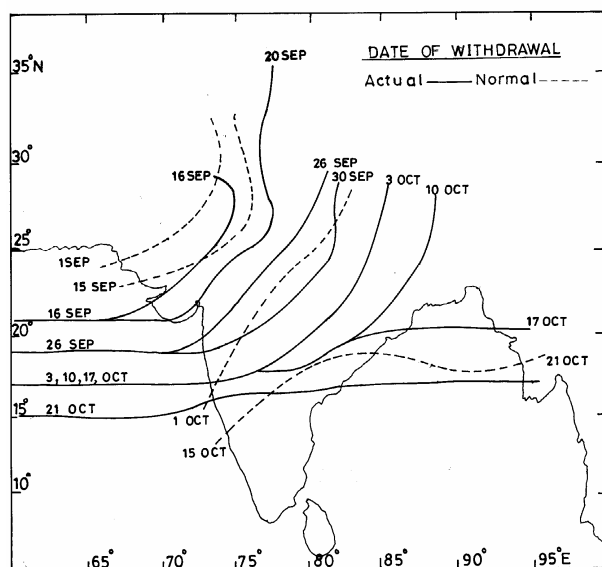 DATE OF WITHDRAWAL
Actual —— Normal -----
20 SEP
35°N
30°
25°
20°
15°
10°
16 SEP
26 SEP
30 SEP
3 OCT
10 OCT
1 SEP
15 SEP
16 SEP
26 SEP
3, 10, 17, OCT
21 OCT
17 OCT
21 OCT
1 OCT
15 OCT
65° 70° 75° 80° 85° 90° 95°E